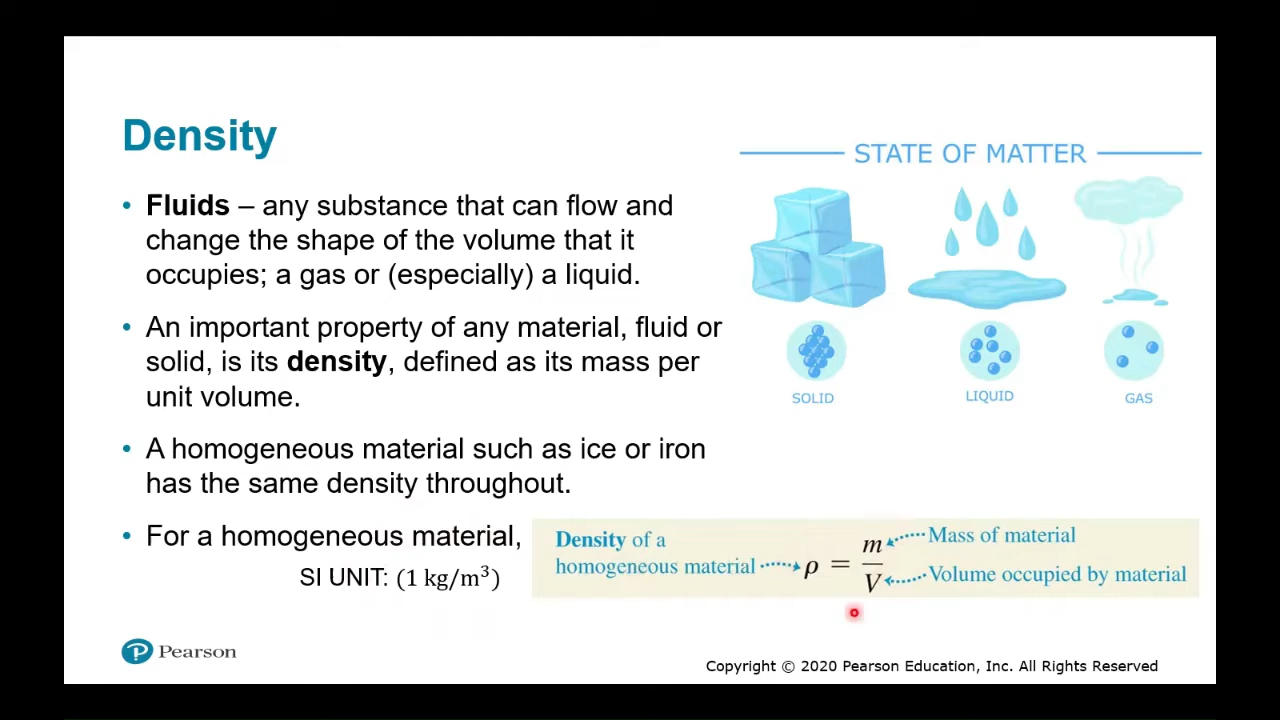 Density
STATE OF MATTER
• Fluids – any substance that can flow and
change the shape of the volume that it
occupies; a gas or (especially) a liquid.
• An important property of any material, fluid or
solid, is its density, defined as its mass per
unit volume.
SOLID
LIQUID
GAS
• A homogeneous material such as ice or iron
has the same density throughout.
• For a homogeneous material,
SI UNIT: (1 kg/m³)
Density of a
homogeneous material
ρ = m/V
Mass of material
Volume occupied by material
P Pearson
Copyright © 2020 Pearson Education, Inc. All Rights Reserved